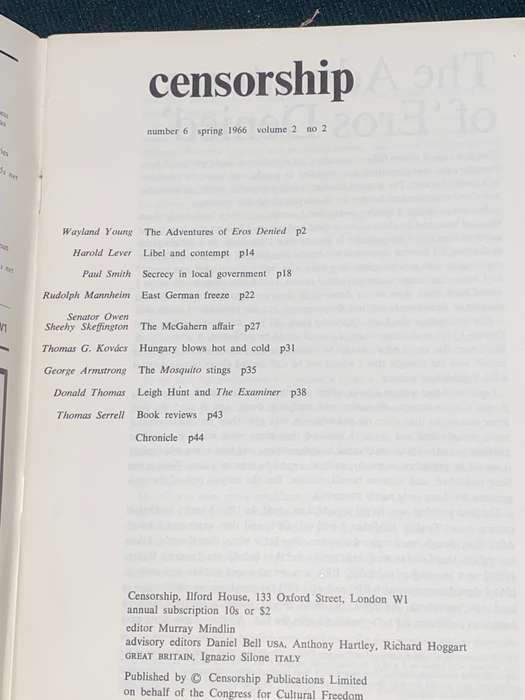 censorship
number 6 spring 1966 volume 2 no 2
Wayland Young The Adventures of Eros Denied p2
Harold Lever Libel and contempt p14
Paul Smith Secrecy in local government p18
Rudolph Mannheim East German freeze p22
Senator Owen
Sheehy Skeffington The McGahern affair p27
Thomas G. Kovács Hungary blows hot and cold p31
George Armstrong The Mosquito stings p35
Donald Thomas Leigh Hunt and The Examiner p38
Thomas Serrell Book reviews p43
Chronicle p44
Censorship, Ilford House, 133 Oxford Street, London W1
annual subscription 10s or $2
editor Murray Mindlin
advisory editors Daniel Bell USA, Anthony Hartley, Richard Hoggart
GREAT BRITAIN, Ignazio Silone ITALY
Published by © Censorship Publications Limited
on behalf of the Congress for Cultural Freedom